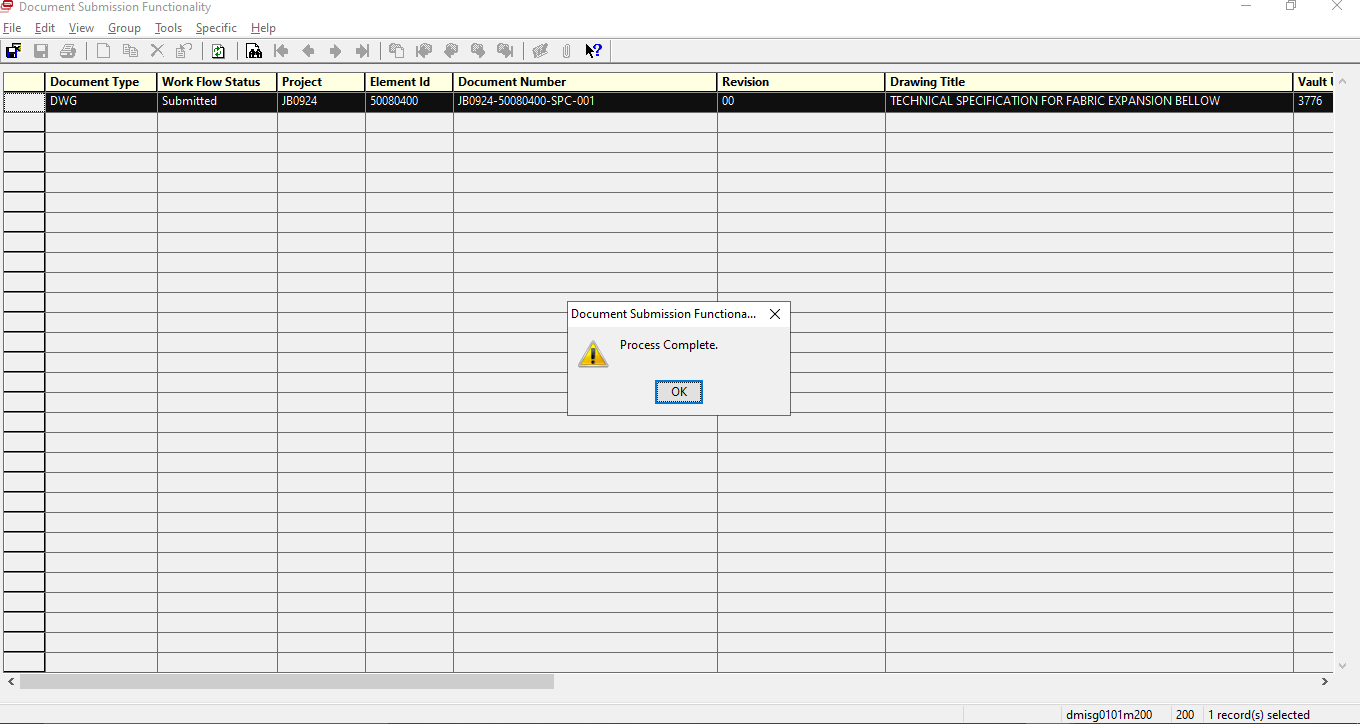 Document Submission Functionality
File Edit View Group Tools Specific Help
Document Type Work Flow Status Project Element Id Document Number Revision Drawing Title Vault
DWG Submitted JB0924 50080400 JB0924-50080400-SPC-001 00 TECHNICAL SPECIFICATION FOR FABRIC EXPANSION BELLOW 3776
Document Submission Functiona...
Process Complete.
OK
dmisg0101m200 200 1 record(s) selected